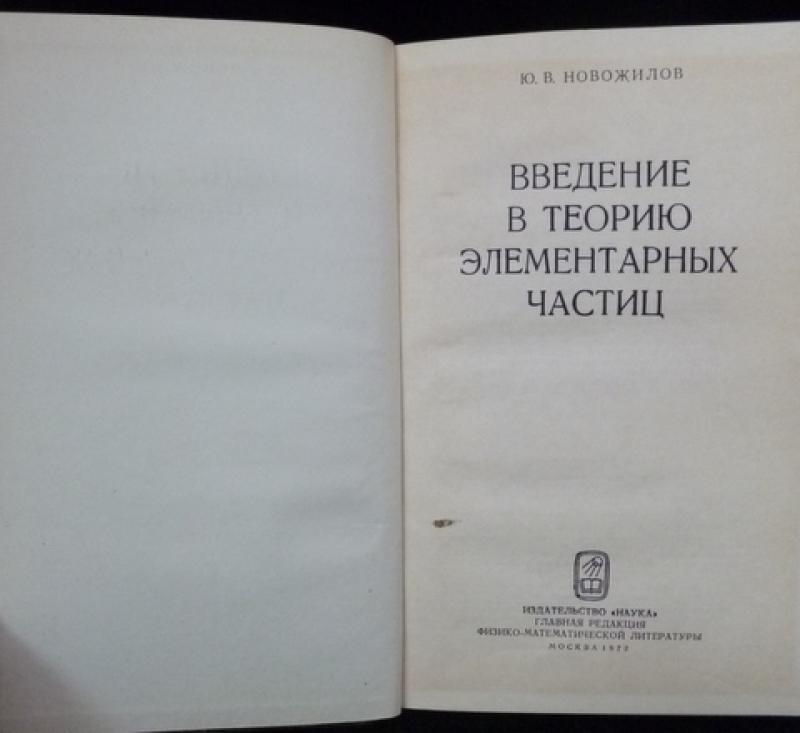 Ю. В. НОВОЖИЛОВ
ВВЕДЕНИЕ
В ТЕОРИЮ
ЭЛЕМЕНТАРНЫХ
ЧАСТИЦ
ИЗДАТЕЛЬСТВО «НАУКА»
ГЛАВНАЯ РЕДАКЦИЯ
ФИЗИКО-МАТЕМАТИЧЕСКОЙ ЛИТЕРАТУРЫ
МОСКВА 1972